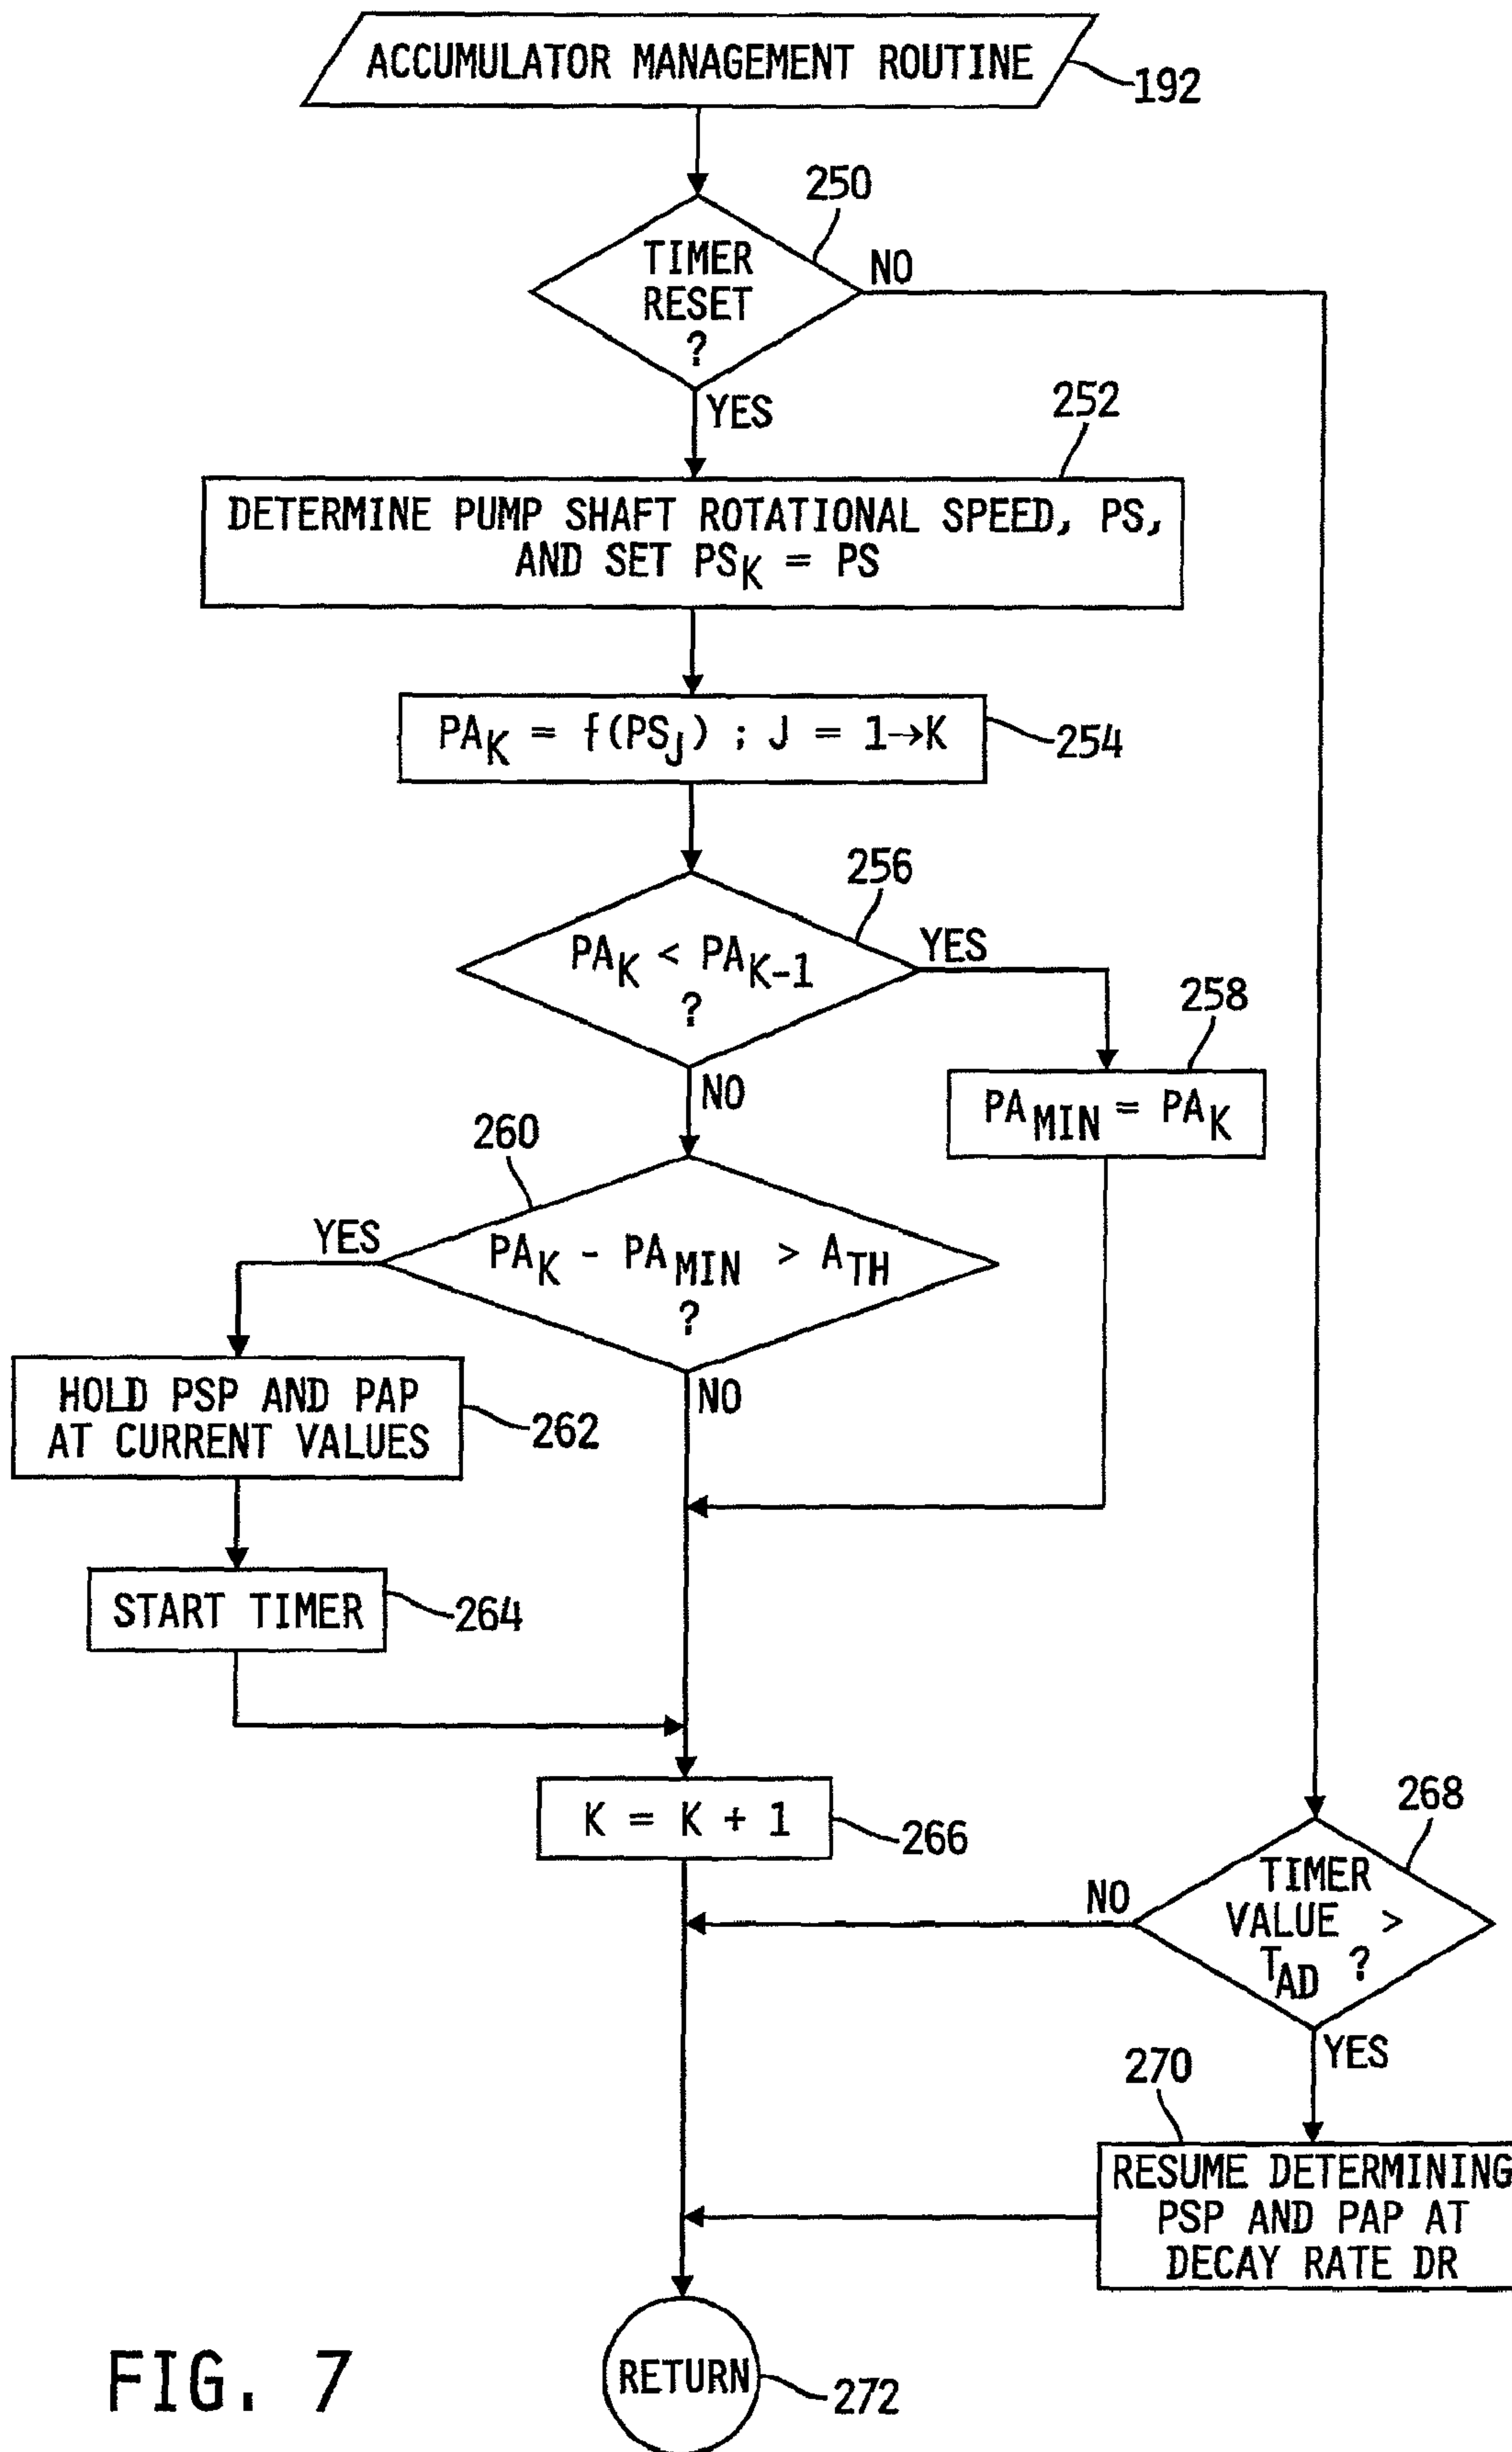 ACCUMULATOR MANAGEMENT ROUTINE
192
250
TIMER
RESET
?
NO
YES
252
DETERMINE PUMP SHAFT ROTATIONAL SPEED, PS,
AND SET PSK = PS
PAK = f(PSJ) ; J = 1→K
254
256
PAK < PAK-1
?
YES
258
NO
PAMIN = PAK
260
YES
PAK - PAMIN > ATH
?
NO
HOLD PSP AND PAP
AT CURRENT VALUES
262
START TIMER
264
K = K + 1
266
268
NO
TIMER
VALUE >
TAD ?
YES
270
RESUME DETERMINING
PSP AND PAP AT
DECAY RATE DR
RETURN
272
FIG. 7